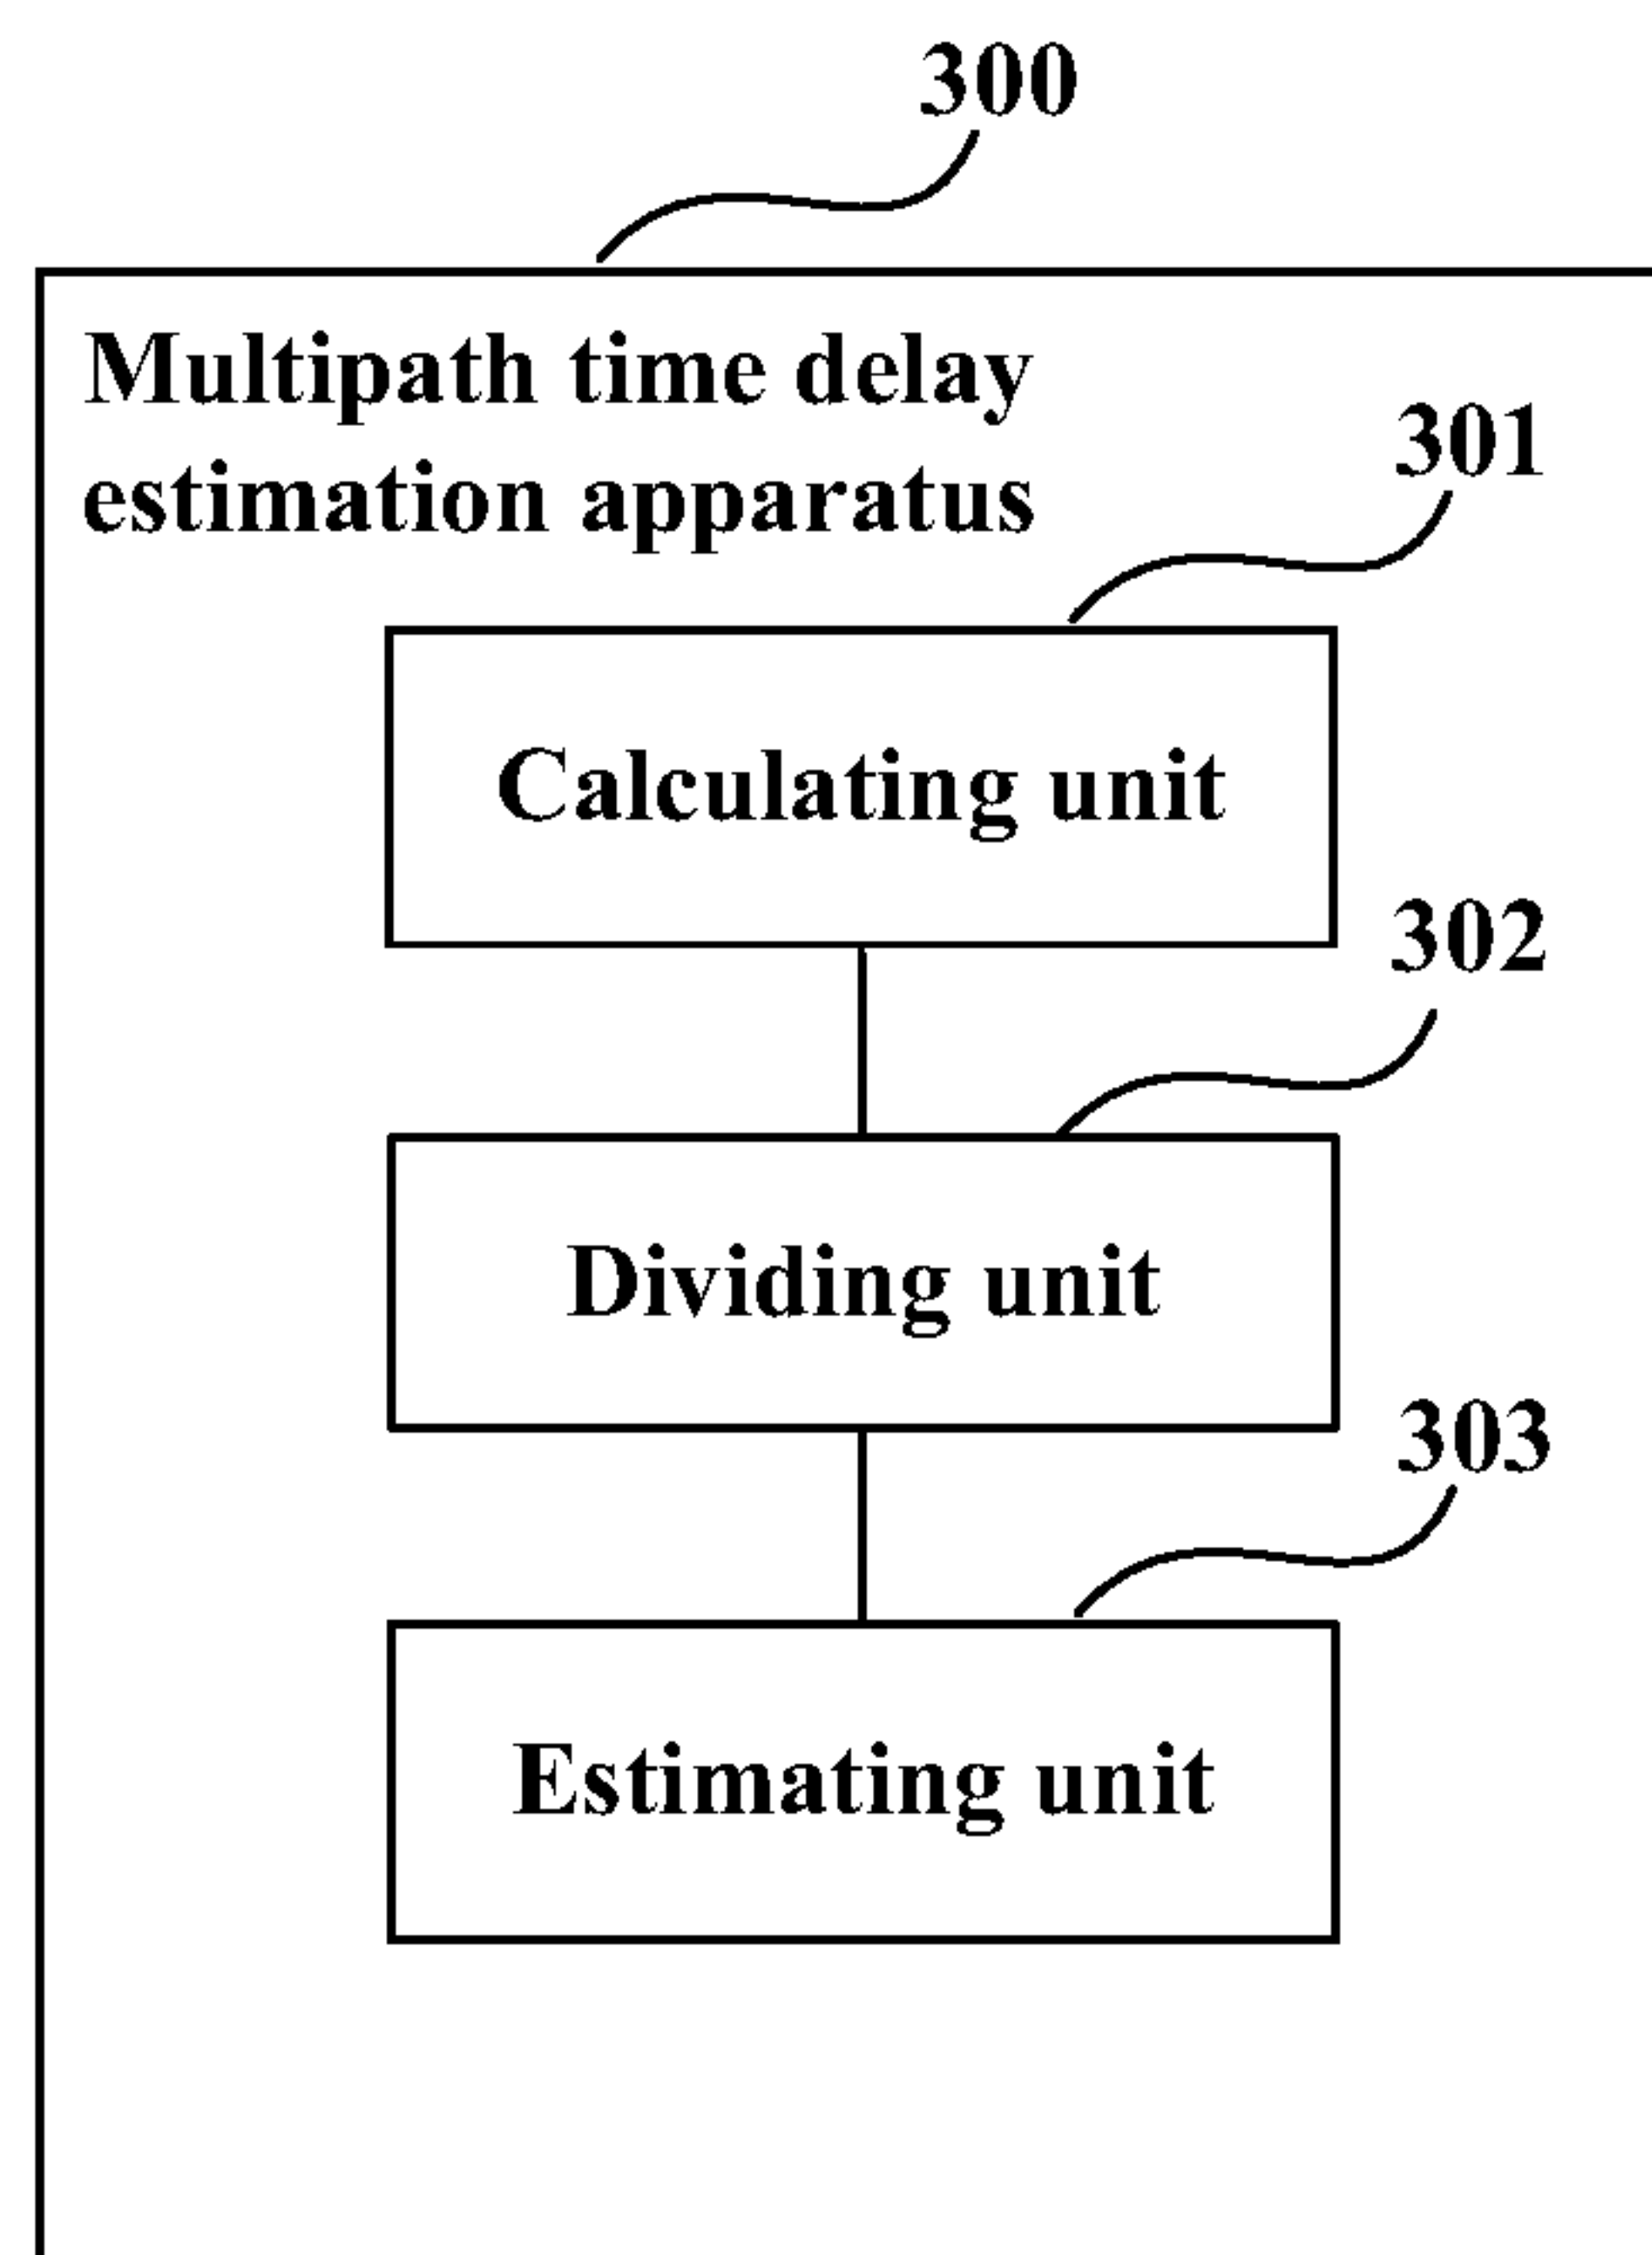 300
Multipath time delay
estimation apparatus
301
Calculating unit
302
Dividing unit
303
Estimating unit